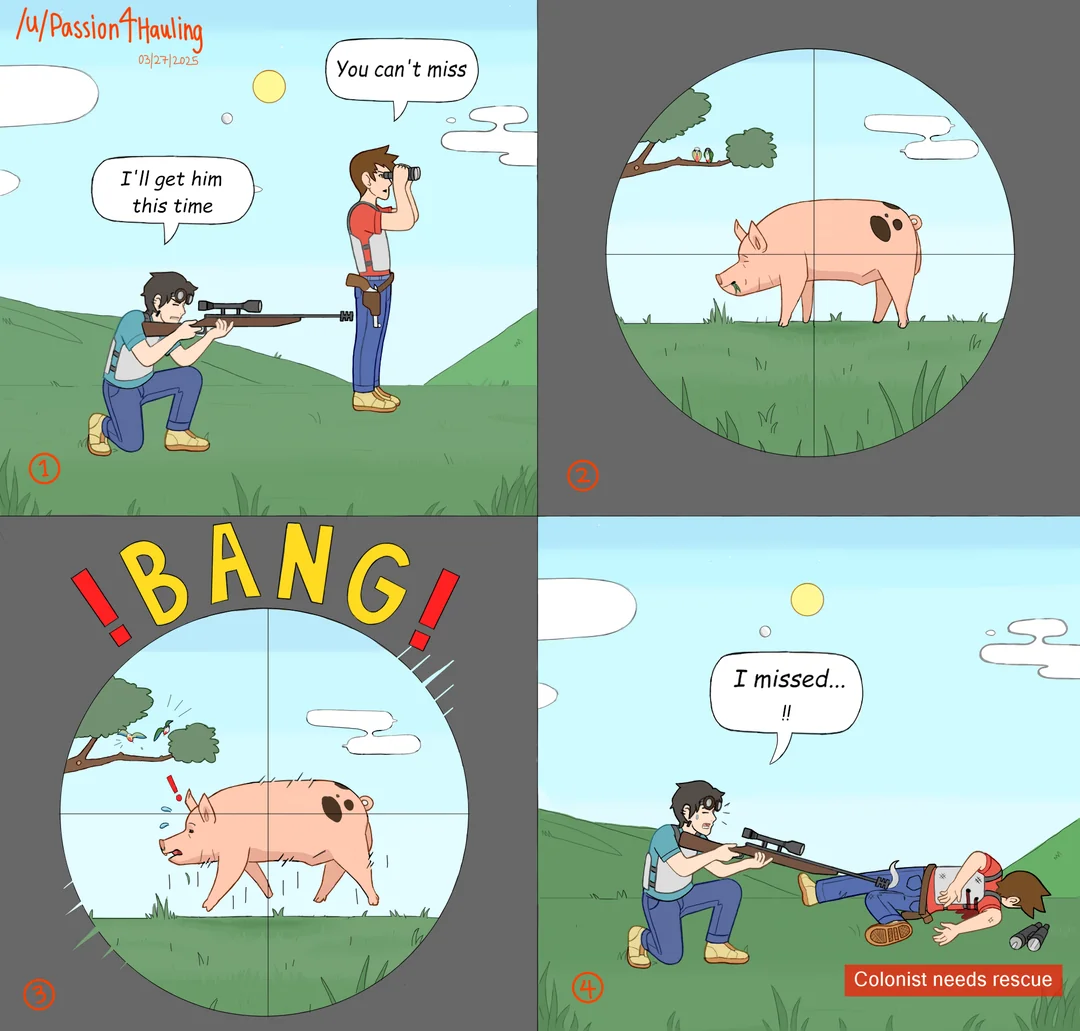 /u/Passion4Hauling
03/27/2025
You can't miss
I'll get him
this time
1
2
!BANG!
!
3
I missed...
!!
Colonist needs rescue
4